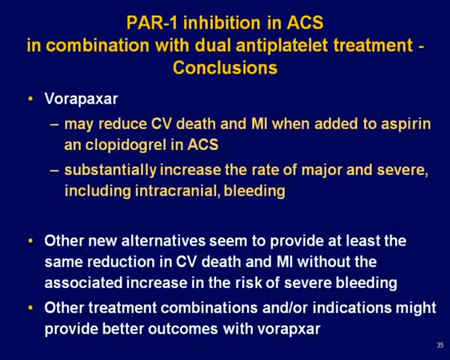 PAR-1 inhibition in ACS
in combination with dual antiplatelet treatment -
Conclusions
• Vorapaxar
– may reduce CV death and MI when added to aspirin
an clopidogrel in ACS
– substantially increase the rate of major and severe,
including intracranial, bleeding
• Other new alternatives seem to provide at least the
same reduction in CV death and MI without the
associated increase in the risk of severe bleeding
• Other treatment combinations and/or indications might
provide better outcomes with vorapxar
35